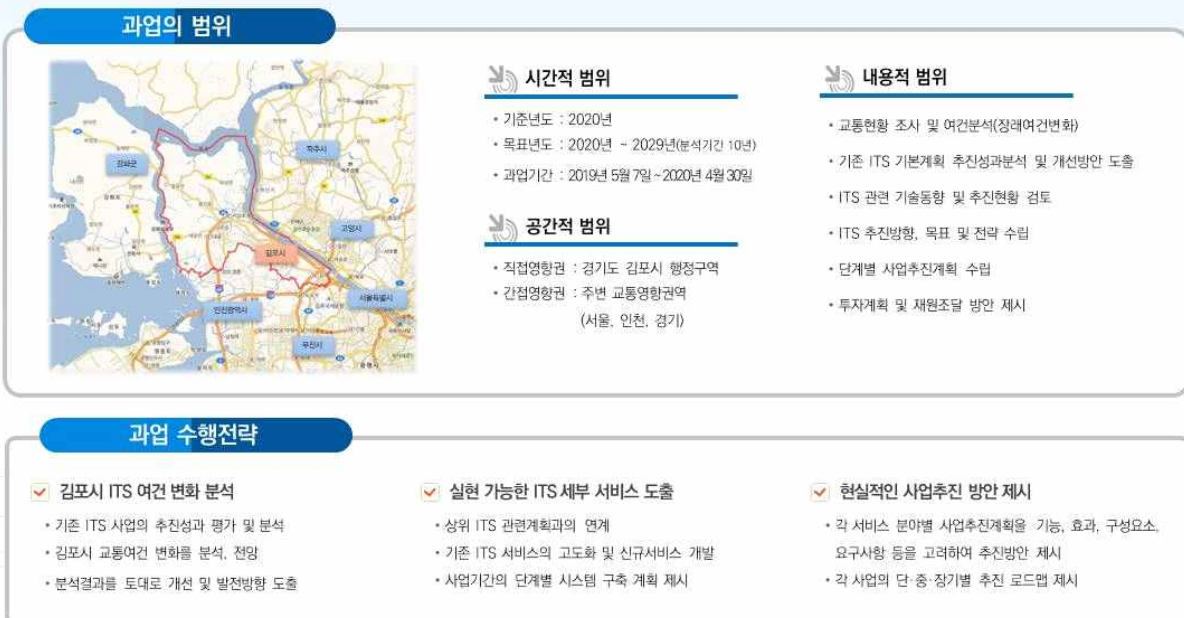 과업의 범위
강화군
파주시
고양시
김포시
서울특별시
인천광역시
부천시
시간적 범위
• 기준년도 : 2020년
• 목표년도 : 2020년 ~ 2029년(분석기간 10년)
• 과업기간 : 2019년 5월 7일 ~ 2020년 4월 30일
공간적 범위
• 직접영향권 : 경기도 김포시 행정구역
• 간접영향권 : 주변 교통영향권역
(서울, 인천, 경기)
내용적 범위
• 교통현황 조사 및 여건분석(장래여건변화)
• 기존 ITS 기본계획 추진성과분석 및 개선방안 도출
• ITS 관련 기술동향 및 추진현황 검토
• ITS 추진방향, 목표 및 전략 수립
• 단계별 사업추진계획 수립
• 투자계획 및 재원조달 방안 제시
과업 수행전략
김포시 ITS 여건 변화 분석
• 기존 ITS 사업의 추진성과 평가 및 분석
• 김포시 교통여건 변화를 분석, 전망
• 분석결과를 토대로 개선 및 발전방향 도출
실현 가능한 ITS 세부 서비스 도출
• 상위 ITS 관련계획과의 연계
• 기존 ITS 서비스의 고도화 및 신규서비스 개발
• 사업기간의 단계별 시스템 구축 계획 제시
현실적인 사업추진 방안 제시
• 각 서비스 분야별 사업추진계획을 기능, 효과, 구성요소,
요구사항 등을 고려하여 추진방안 제시
• 각 사업의 단·중·장기별 추진 로드맵 제시